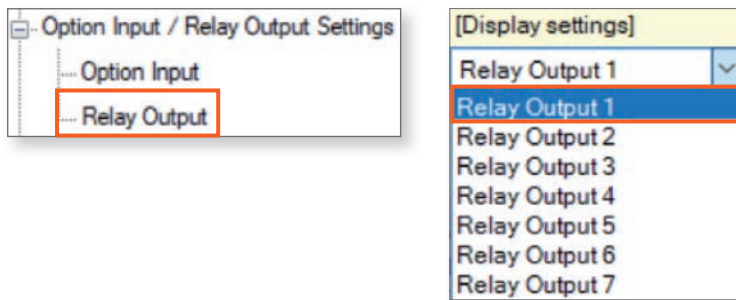 Option Input / Relay Output Settings
Option Input
Relay Output
[Display settings]
Relay Output 1
Relay Output 1
Relay Output 2
Relay Output 3
Relay Output 4
Relay Output 5
Relay Output 6
Relay Output 7